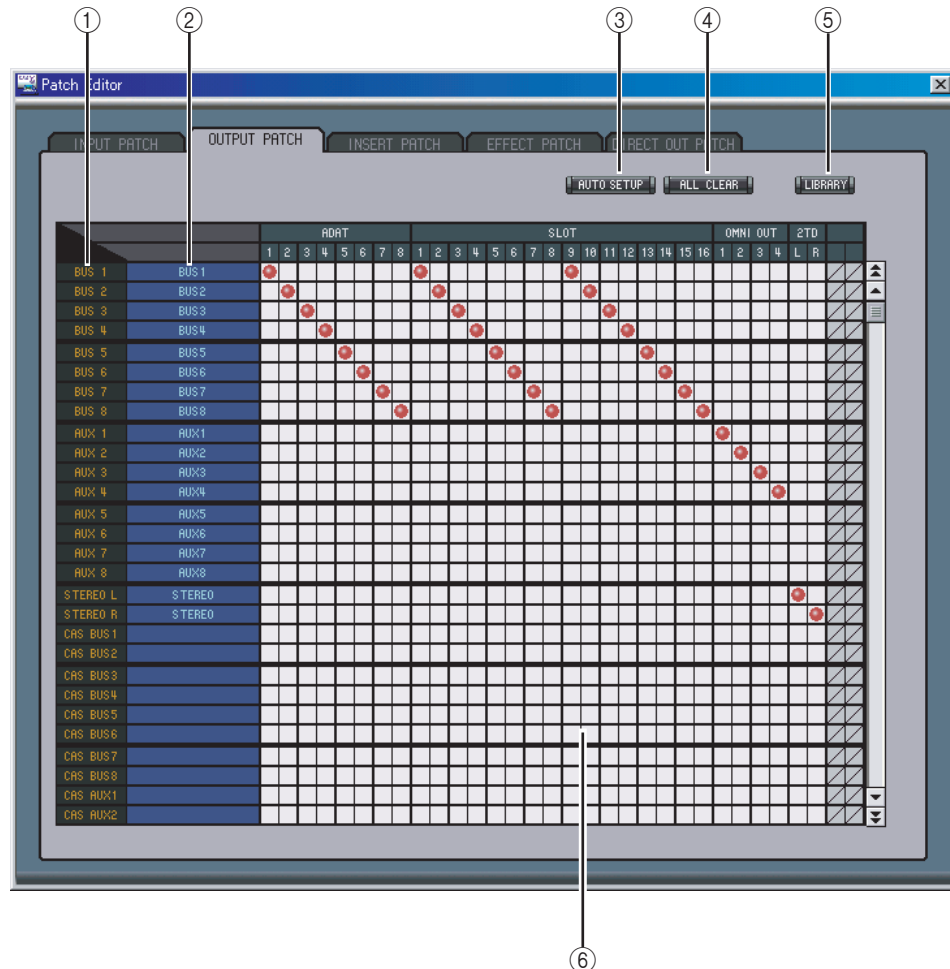 ① ② ③ ④ ⑤
Patch Editor
INPUT PATCH OUTPUT PATCH INSERT PATCH EFFECT PATCH DIRECT OUT PATCH
AUTO SETUP ALL CLEAR LIBRARY
ADAT SLOT OMNI OUT 2TD
1 2 3 4 5 6 7 8 1 2 3 4 5 6 7 8 9 10 11 12 13 14 15 16 1 2 3 4 L R
BUS 1 BUS1
BUS 2 BUS2
BUS 3 BUS3
BUS 4 BUS4
BUS 5 BUS5
BUS 6 BUS6
BUS 7 BUS7
BUS 8 BUS8
AUX 1 AUX1
AUX 2 AUX2
AUX 3 AUX3
AUX 4 AUX4
AUX 5 AUX5
AUX 6 AUX6
AUX 7 AUX7
AUX 8 AUX8
STEREO L STEREO
STEREO R STEREO
CAS BUS1
CAS BUS2
CAS BUS3
CAS BUS4
CAS BUS5
CAS BUS6
CAS BUS7
CAS BUS8
CAS AUX1
CAS AUX2
⑥